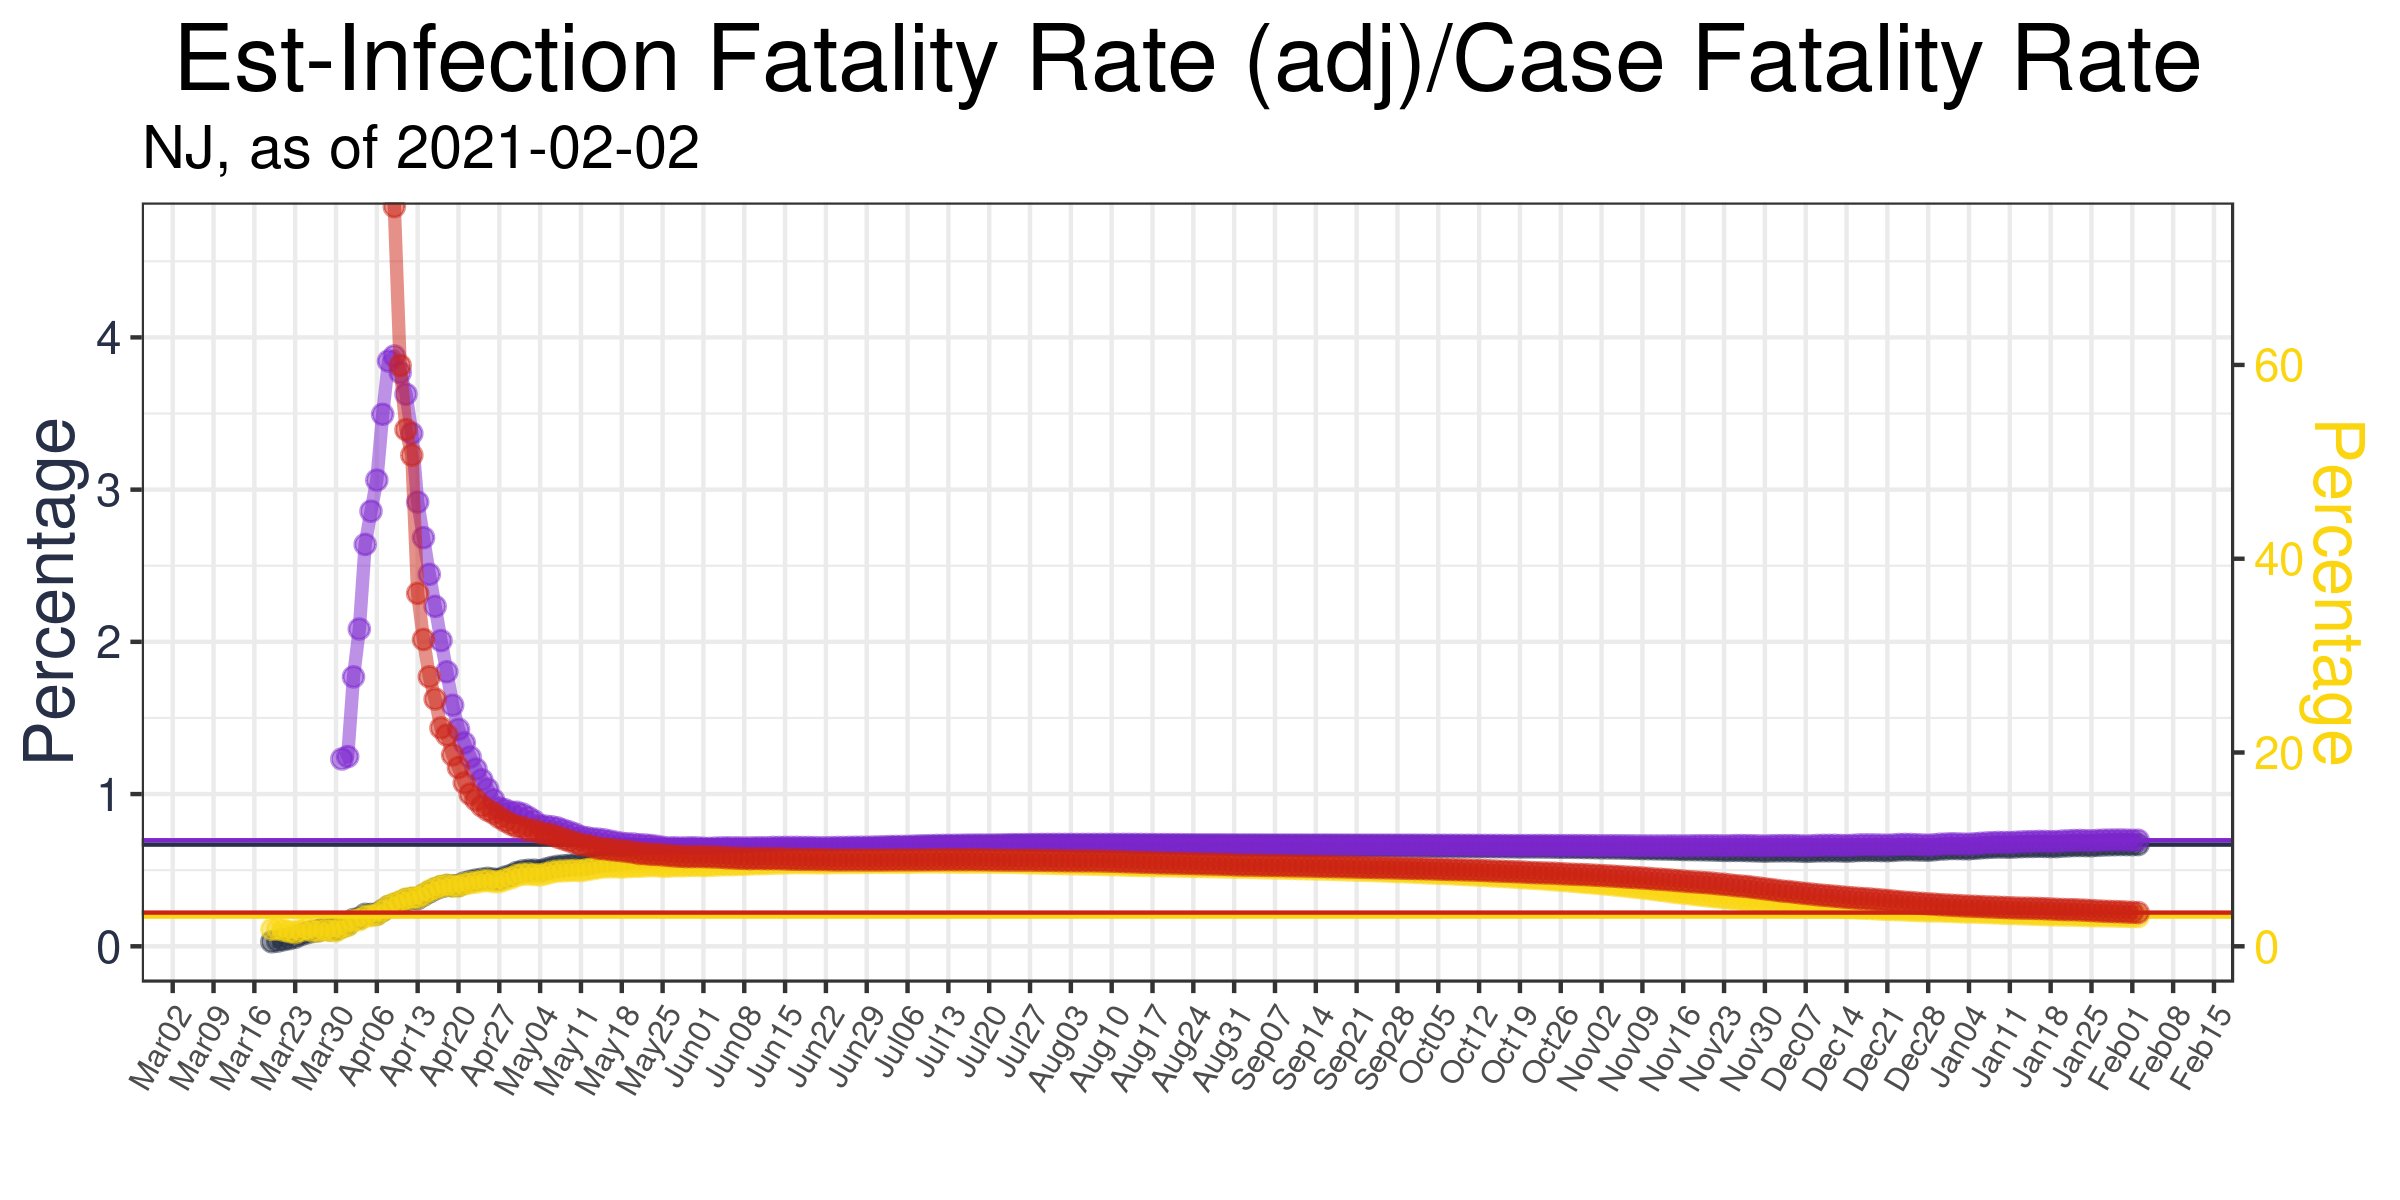 Est-Infection Fatality Rate (adj)/Case Fatality Rate
NJ, as of 2021-02-02
Percentage
4
3
2
1
0
60
40
20
0
Percentage
Mar02
Mar09
Mar16
Mar23
Mar30
Apr06
Apr13
Apr20
Apr27
May04
May11
May18
May25
Jun01
Jun08
Jun15
Jun22
Jun29
Jul06
Jul13
Jul20
Jul27
Aug03
Aug10
Aug17
Aug24
Aug31
Sep07
Sep14
Sep21
Sep28
Oct05
Oct12
Oct19
Oct26
Nov02
Nov09
Nov16
Nov23
Nov30
Dec07
Dec14
Dec21
Dec28
Dec04
Jan11
Jan18
Jan25
Feb01
Feb08
Feb15